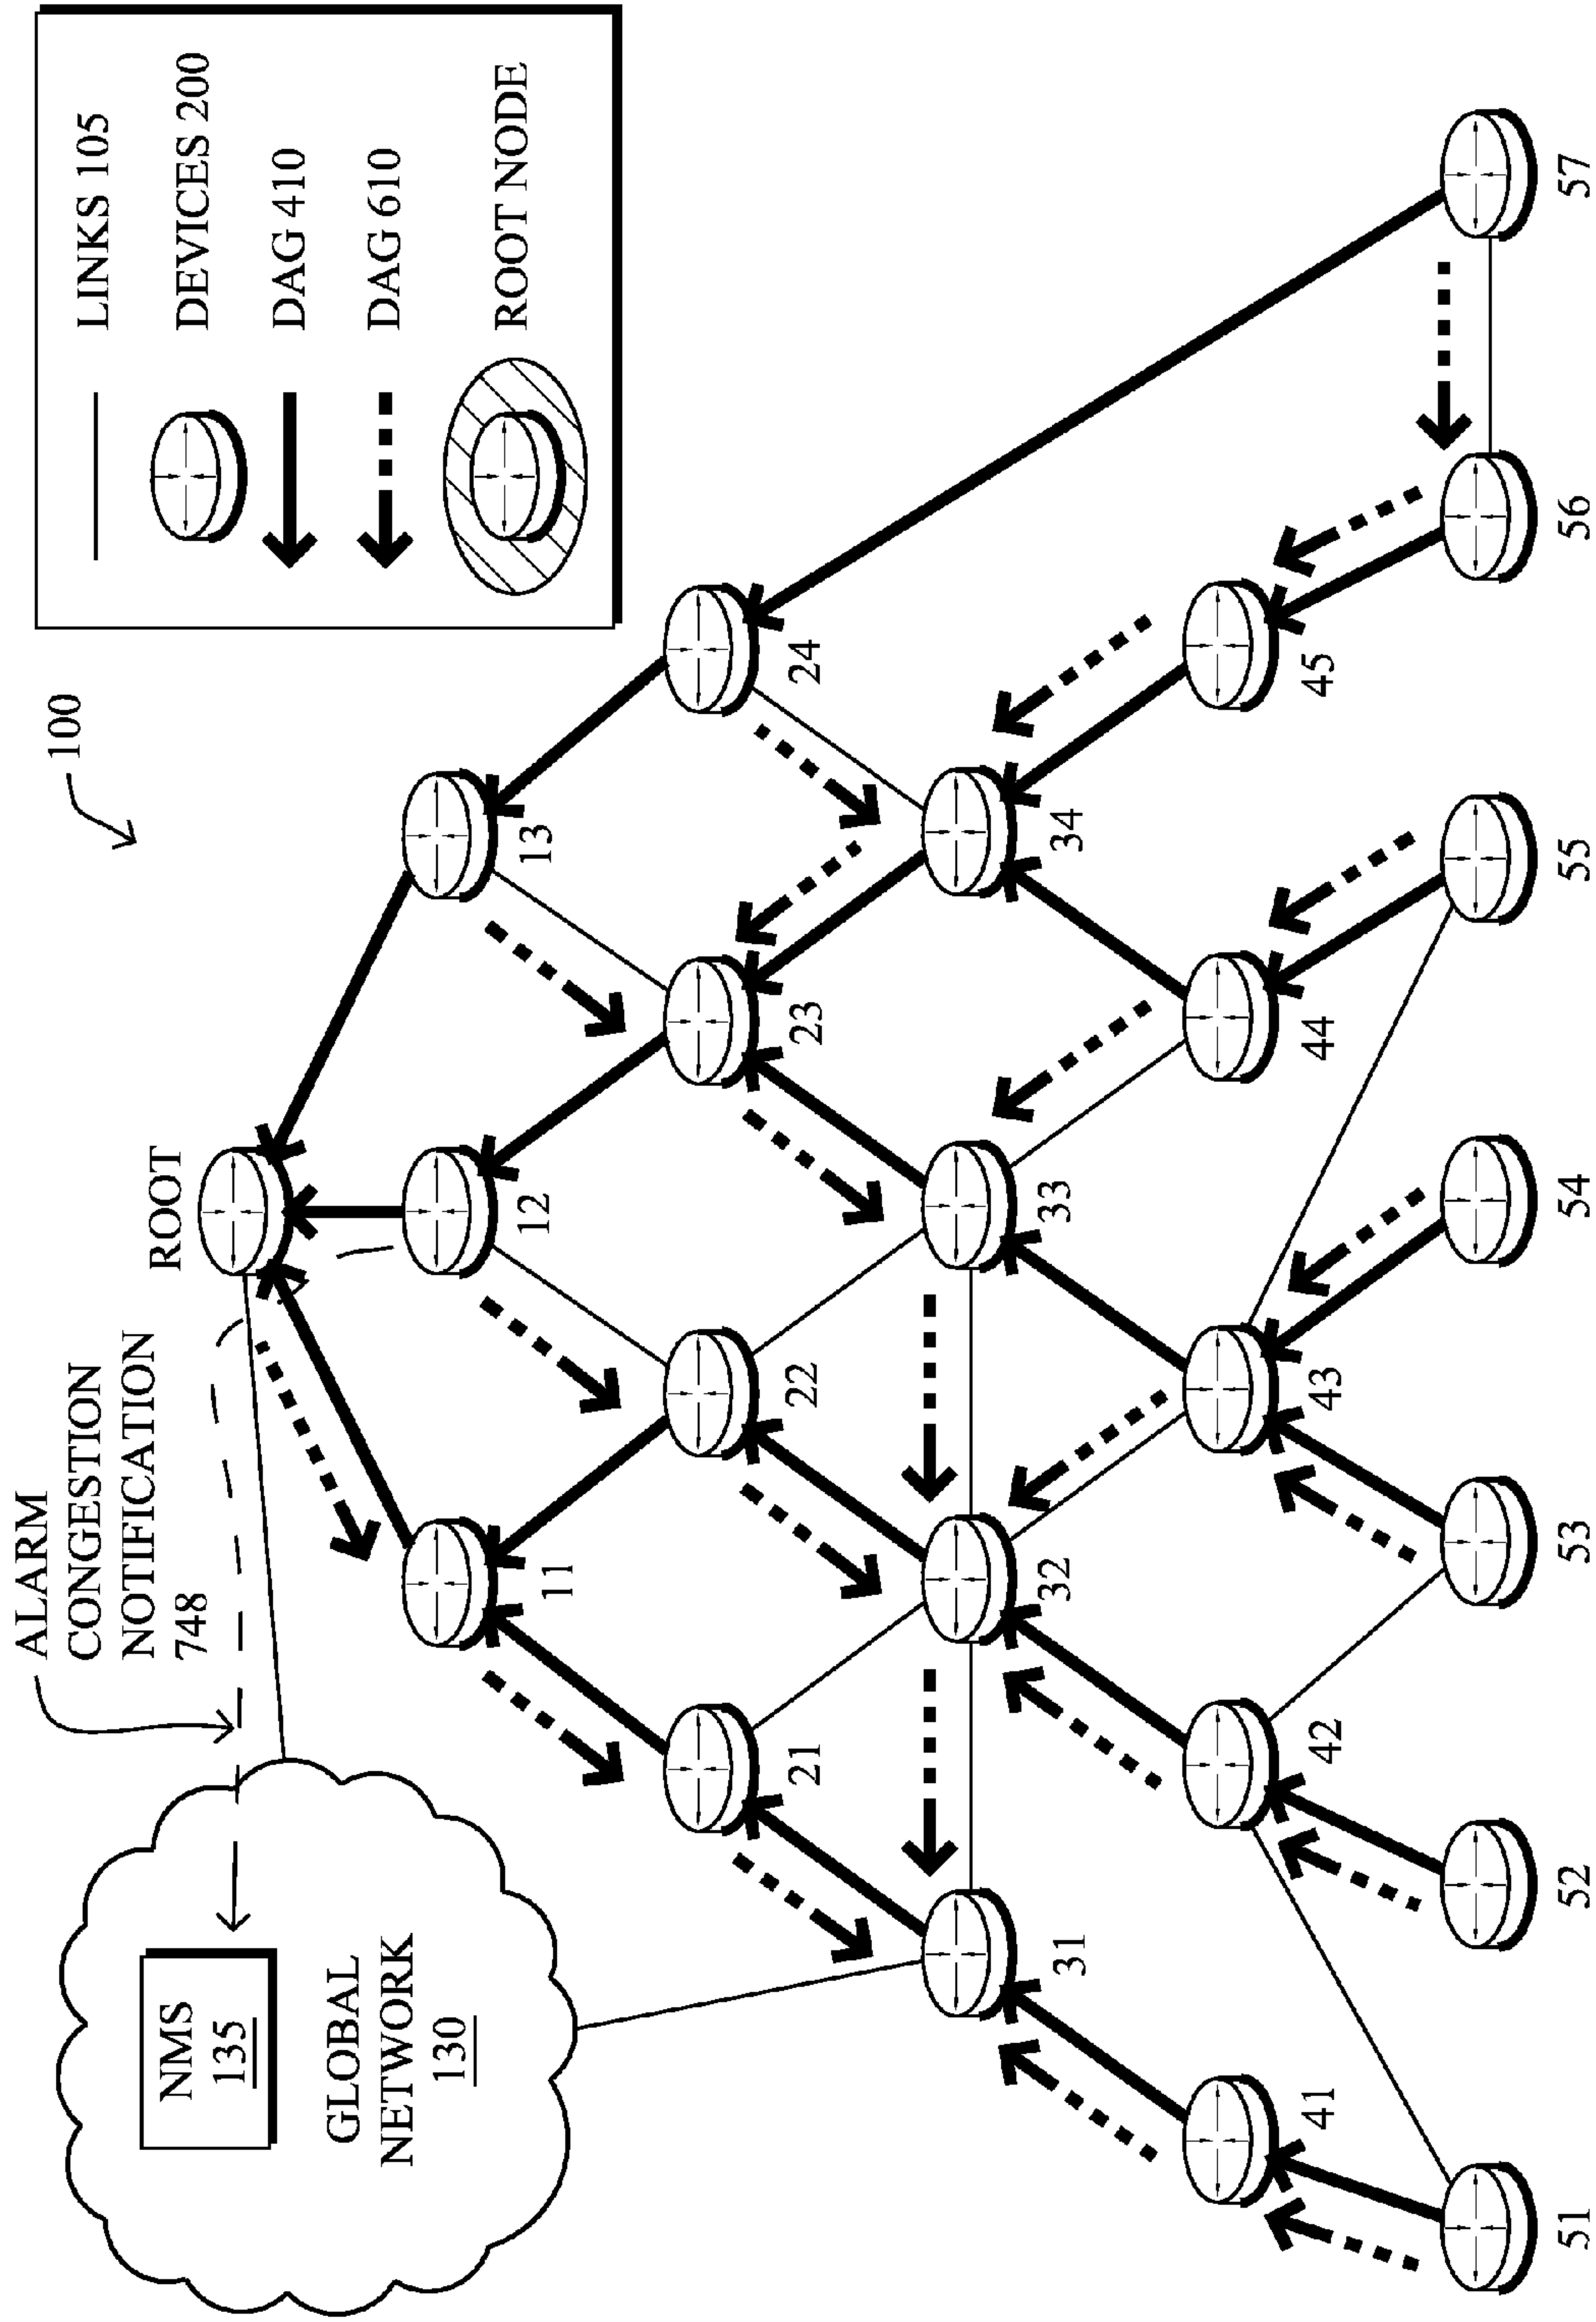 ALARM
CONGESTION
NOTIFICATION
748
ROOT
100
LINKS 105
DEVICES 200
DAG 410
DAG 610
ROOT NODE
NMS
135
GLOBAL
NETWORK
130
11
12
13
21
22
23
24
31
32
33
34
41
42
43
44
45
51
52
53
54
55
56
57